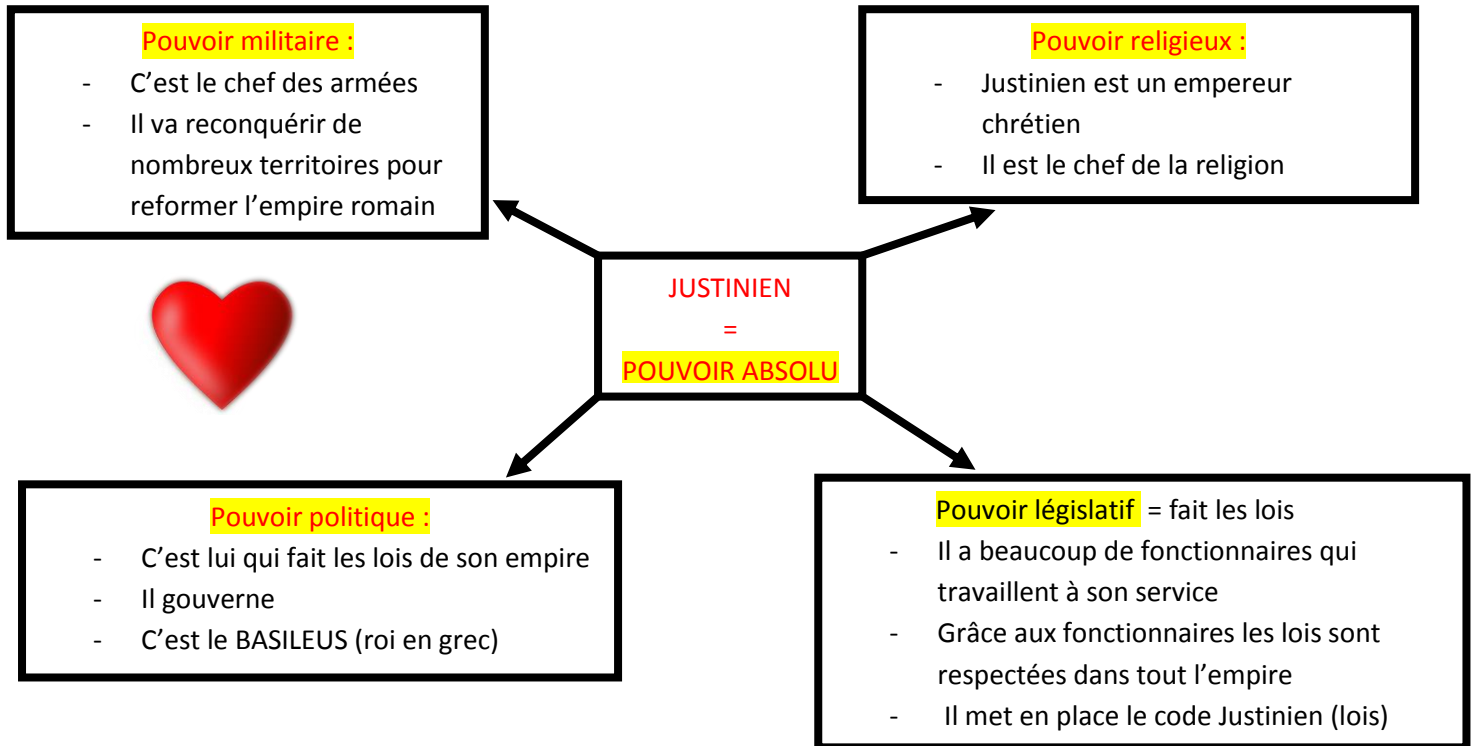 Pouvoir militaire :
- C’est le chef des armées
- Il va reconquérir de
nombreux territoires pour
reformer l’empire romain
Pouvoir religieux :
- Justinien est un empereur
chrétien
- Il est le chef de la religion
JUSTINIEN
=
POUVOIR ABSOLU
Pouvoir politique :
- C’est lui qui fait les lois de son empire
- Il gouverne
- C’est le BASILEUS (roi en grec)
Pouvoir législatif = fait les lois
- Il a beaucoup de fonctionnaires qui
travaillent à son service
- Grâce aux fonctionnaires les lois sont
respectées dans tout l’empire
- Il met en place le code Justinien (lois)